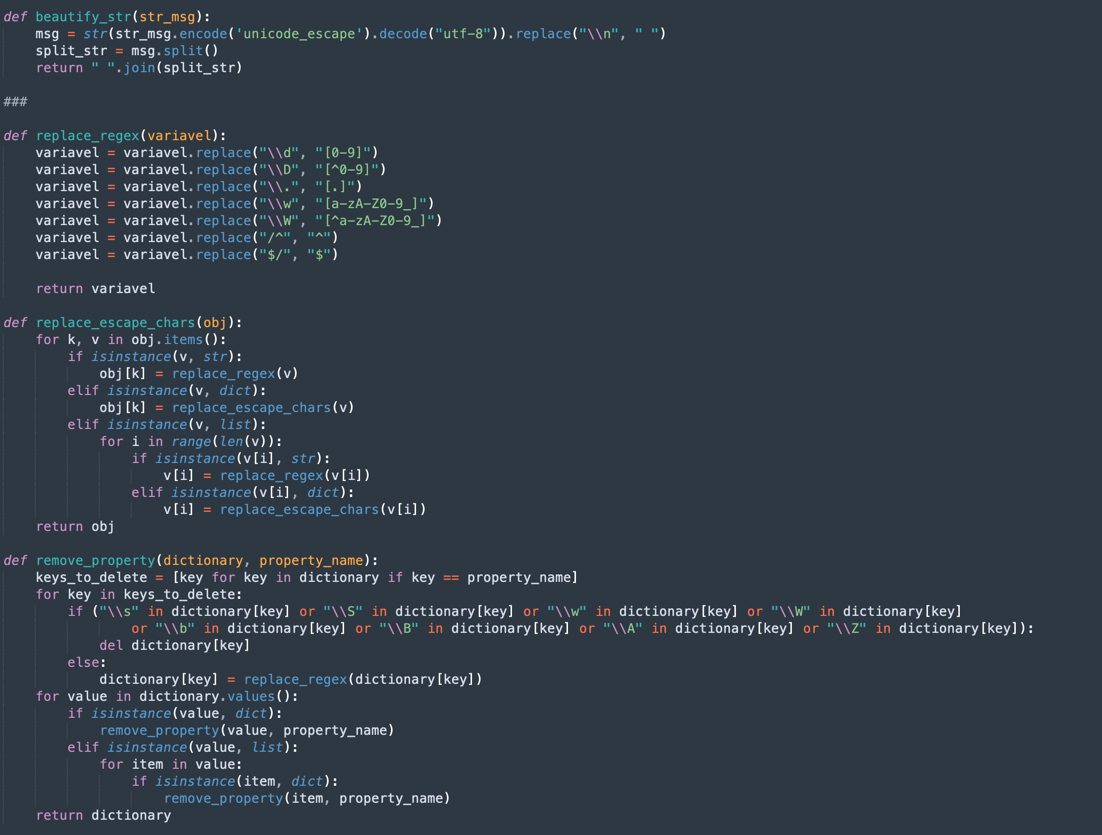 def beautify_str(str_msg):
    msg = str(str_msg.encode('unicode_escape').decode("utf-8")).replace("\\n", " ")
    split_str = msg.split()
    return " ".join(split_str)

###

def replace_regex(variavel):
    variavel = variavel.replace("\\d", "[0-9]")
    variavel = variavel.replace("\\D", "[^0-9]")
    variavel = variavel.replace("\\.", "[.]")
    variavel = variavel.replace("\\w", "[a-zA-Z0-9_]")
    variavel = variavel.replace("\\W", "[^a-zA-Z0-9_]")
    variavel = variavel.replace("/^", "^")
    variavel = variavel.replace("$/", "$")

    return variavel

def replace_escape_chars(obj):
    for k, v in obj.items():
        if isinstance(v, str):
            obj[k] = replace_regex(v)
        elif isinstance(v, dict):
            obj[k] = replace_escape_chars(v)
        elif isinstance(v, list):
            for i in range(len(v)):
                if isinstance(v[i], str):
                    v[i] = replace_regex(v[i])
                elif isinstance(v[i], dict):
                    v[i] = replace_escape_chars(v[i])
    return obj

def remove_property(dictionary, property_name):
    keys_to_delete = [key for key in dictionary if key == property_name]
    for key in keys_to_delete:
        if ("\\s" in dictionary[key] or "\\S" in dictionary[key] or "\\w" in dictionary[key] or "\\W" in dictionary[key]
                or "\\b" in dictionary[key] or "\\B" in dictionary[key] or "\\A" in dictionary[key] or "\\Z" in dictionary[key]):
            del dictionary[key]
        else:
            dictionary[key] = replace_regex(dictionary[key])
    for value in dictionary.values():
        if isinstance(value, dict):
            remove_property(value, property_name)
        elif isinstance(value, list):
            for item in value:
                if isinstance(item, dict):
                    remove_property(item, property_name)
    return dictionary